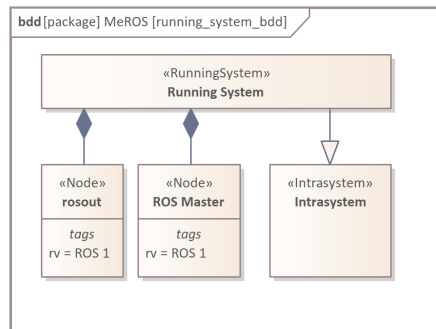 bdd [package] MeROS [running_system_bdd]
«RunningSystem»
Running System
«Node»
rosout
tags
rv = ROS 1
«Node»
ROS Master
tags
rv = ROS 1
«Intrasystem»
Intrasystem